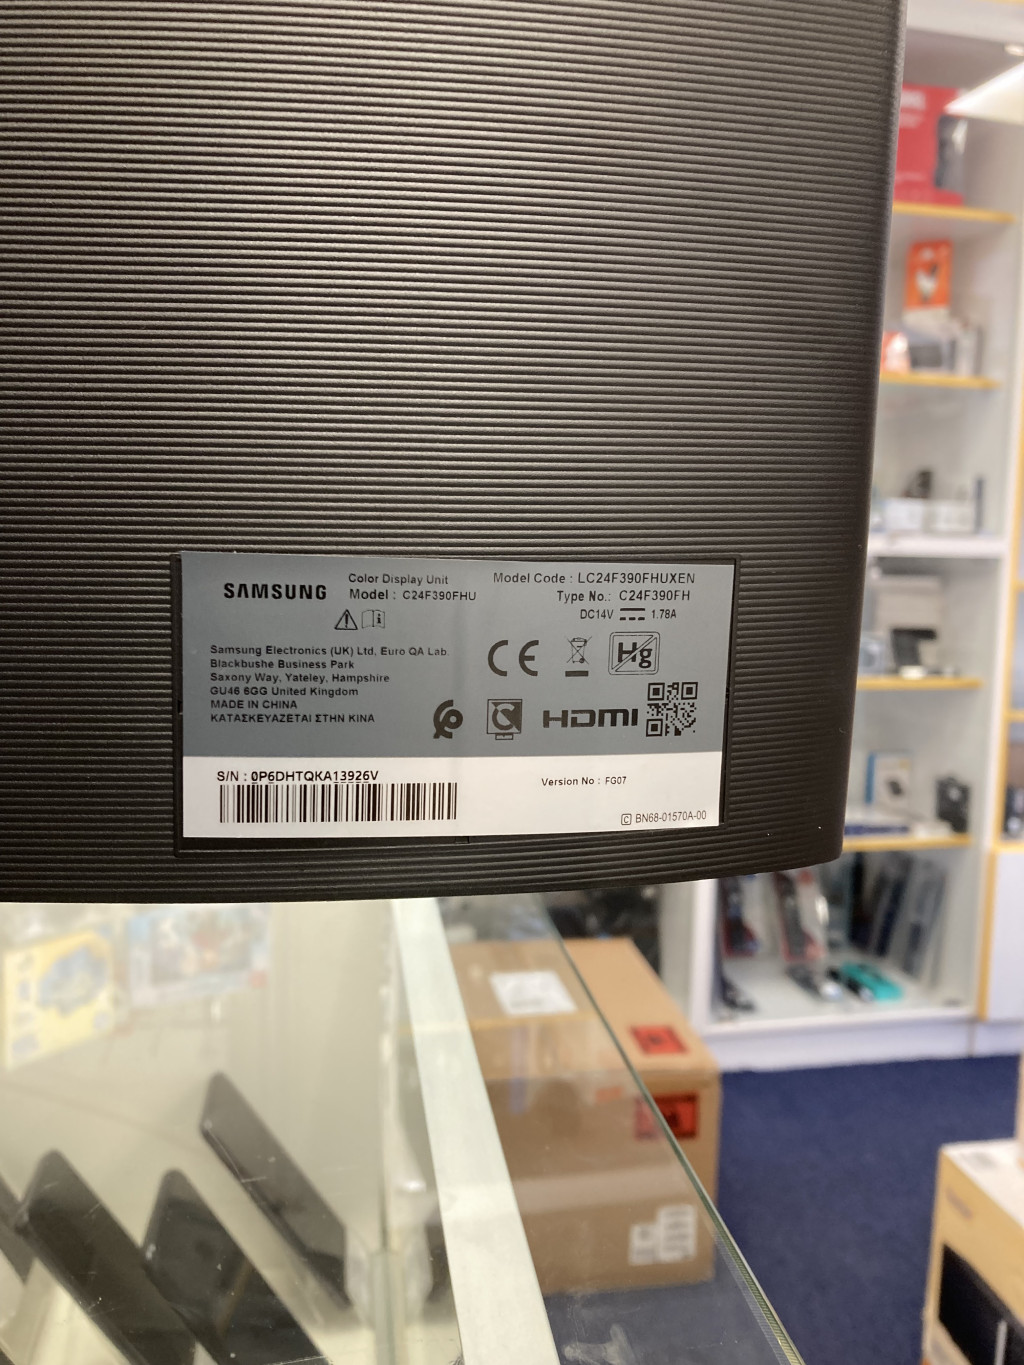 SAMSUNG
Color Display Unit
Model : C24F390FHU
Model Code : LC24F390FHUXEN
Type No.: C24F390FH
DC14V 1.78A
Samsung Electronics (UK) Ltd, Euro QA Lab.
Blackbushe Business Park
Saxony Way, Yateley, Hampshire
GU46 6GG United Kingdom
MADE IN CHINA
ΚΑΤΑΣΚΕΥΑΖΕΤΑΙ ΣΤΗΝ ΚΙΝΑ
CE
Hg
HDMI
S/N : 0P6DHTQKA13926V
Version No : FG07
C BN68-01570A-00